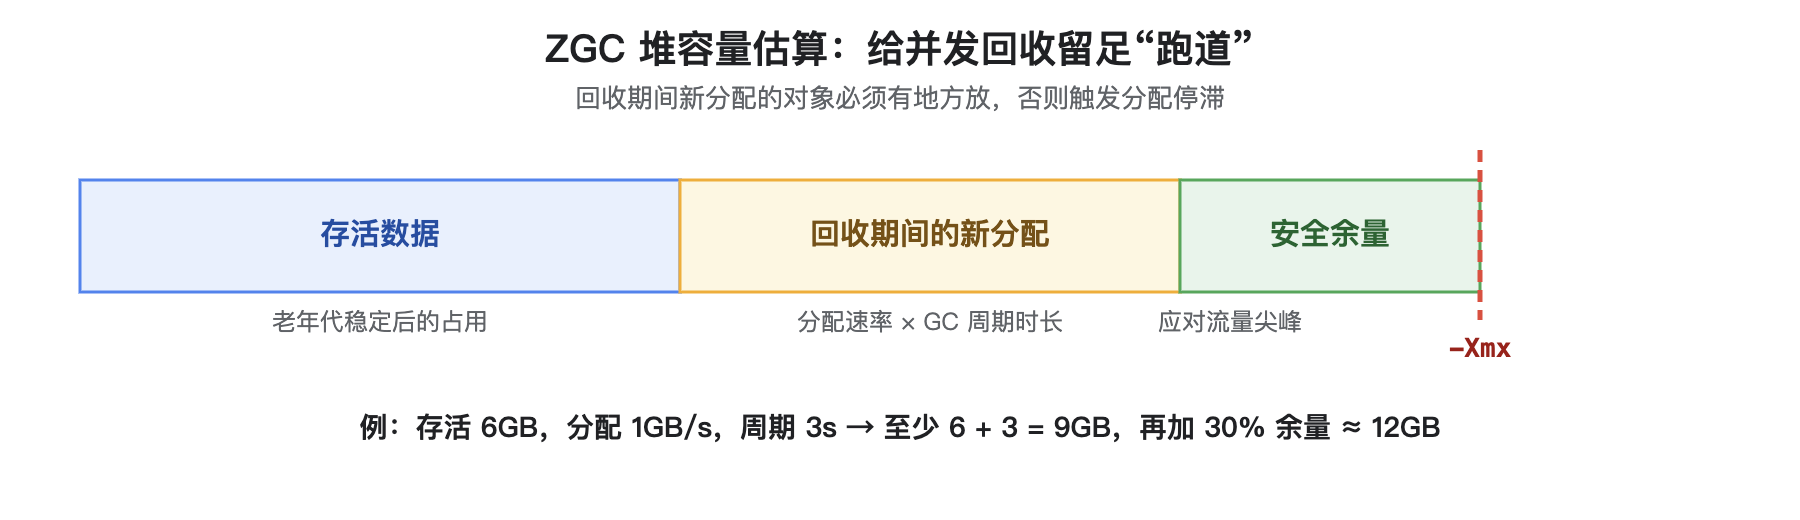 ZGC 堆容量估算：给并发回收留足“跑道”
回收期间新分配的对象必须有地方放，否则触发分配停滞
存活数据
回收期间的新分配
安全余量
老年代稳定后的占用
分配速率 × GC 周期时长
应对流量尖峰
-Xmx
例：存活 6GB，分配 1GB/s，周期 3s → 至少 6 + 3 = 9GB，再加 30% 余量 ≈ 12GB